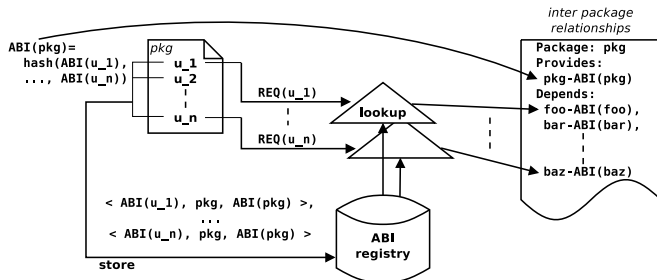 inter package
relationships
ABI(pkg)=
hash(ABI(u_1),
..., ABI(u_n))
pkg
u_1
u_2
u_n
REQ(u_1)
REQ(u_n)
lookup
Package: pkg
Provides:
pkg-ABI(pkg)
Depends:
foo-ABI(foo),
bar-ABI(bar),
baz-ABI(baz)
< ABI(u_1), pkg, ABI(pkg) >,
...
< ABI(u_n), pkg, ABI(pkg) >
store
ABI
registry